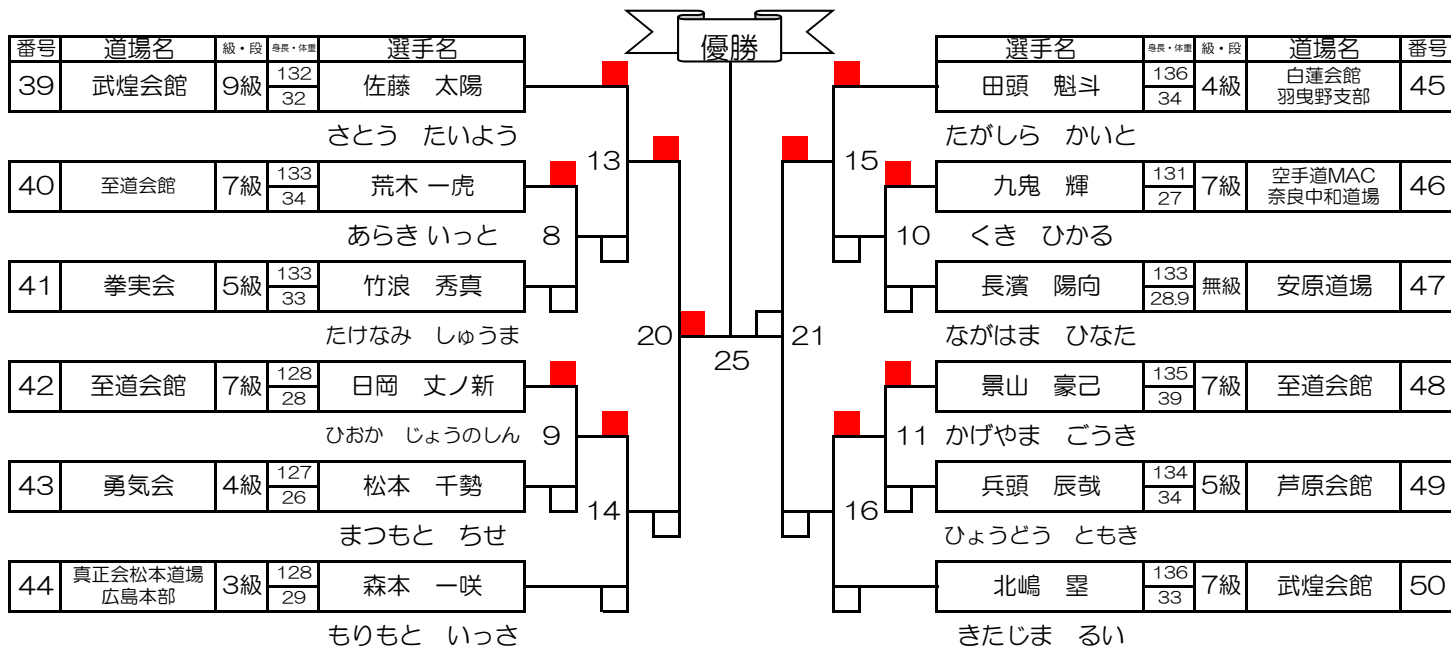 優勝
番号 道場名 級・段 身長・体重 選手名
39 武煌会館 9級 132 32 佐藤 太陽
さとう たいよう
40 至道会館 7級 133 34 荒木 一虎
あらき いっと
41 拳実会 5級 133 33 竹浪 秀真
たけなみ しゅうま
42 至道会館 7級 128 28 日岡 丈ノ新
ひおか じょうのしん
43 勇気会 4級 127 26 松本 千勢
まつもと ちせ
44 真正会松本道場 広島本部 3級 128 29 森本 一咲
もりもと いっさ
13
8
20
9
14
25
選手名 身長・体重 級・段 道場名 番号
田頭 魁斗 136 34 4級 白蓮会館 羽曳野支部 45
たがしら かいと
九鬼 輝 131 27 7級 空手道MAC 奈良中和道場 46
くき ひかる
長濱 陽向 133 28.9 無級 安原道場 47
ながはま ひなた
景山 豪己 135 39 7級 至道会館 48
かげやま ごうき
兵頭 辰哉 134 34 5級 芦原会館 49
ひょうどう ともき
北嶋 塁 136 33 7級 武煌会館 50
きたじま るい
15
10
21
11
16